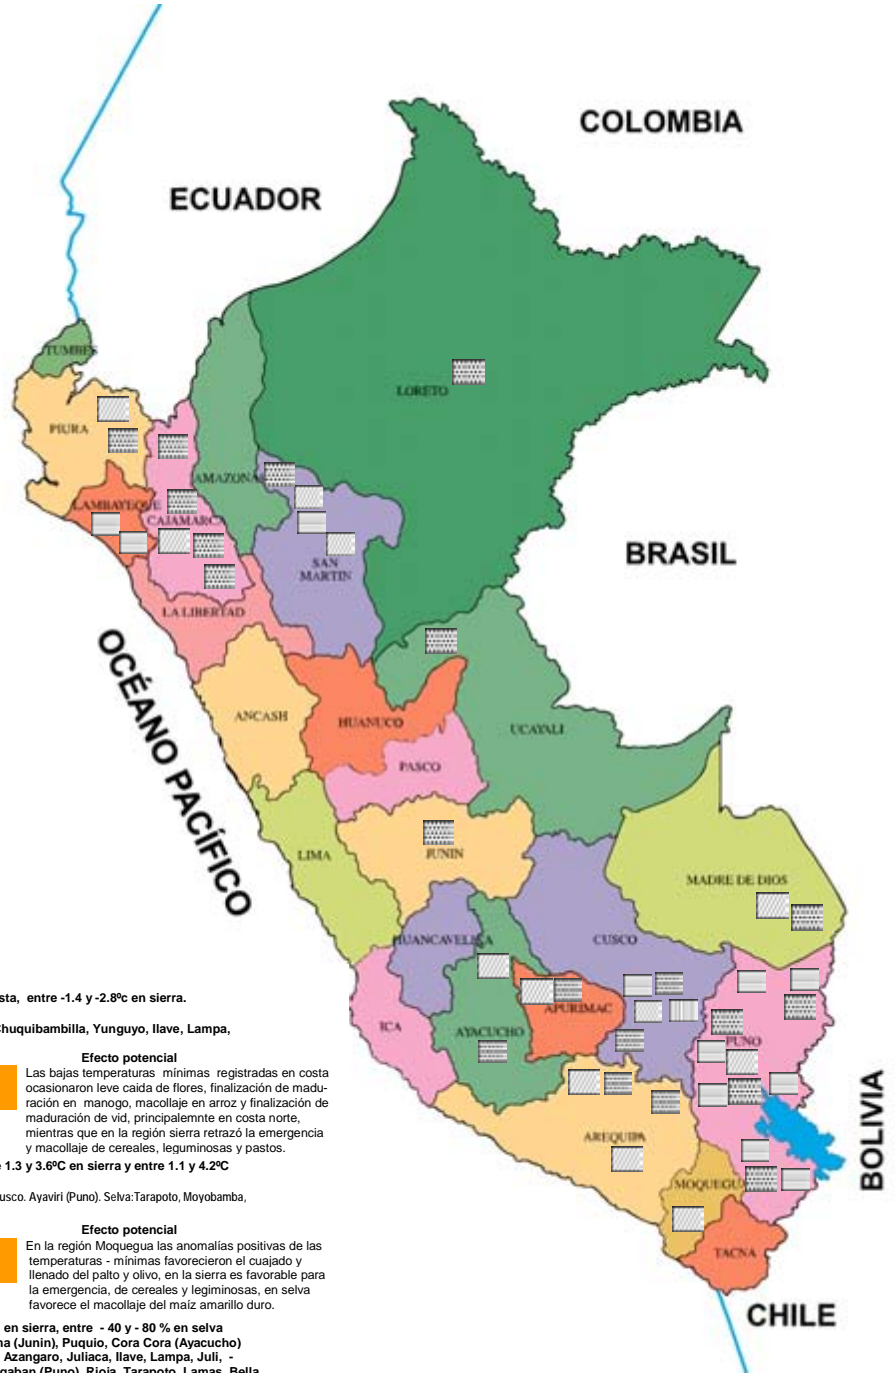 COLOMBIA
ECUADOR
TUMBES
LORETO
PIURA
AMAZONAS
LAMBAYEQUE
CAJAMARCA
BRASIL
SAN
MARTIN
LA LIBERTAD
OCÉANO PACÍFICO
ANCASH
HUANUCO
UCAYALI
PASCO
LIMA
JUNIN
MADRE DE DIOS
HUANCAVELICA
CUSCO
sta, entre -1.4 y -2.8ºc en sierra.
ICA
AYACUCHO
APURIMAC
PUNO
Chuquibambilla, Yunguyo, Ilave, Lampa,
Efecto potencial
Las bajas temperaturas mínimas registradas en costa
ocasionaron leve caida de flores, finalización de madu-
ración en manogo, macollaje en arroz y finalización de
maduración de vid, principalemnte en costa norte,
mientras que en la región sierra retrazó la emergencia
y macollaje de cereales, leguminosas y pastos.
AREQUIPA
BOLIVIA
e 1.3 y 3.6ºC en sierra y entre 1.1 y 4.2ºC
MOQUEGU
usco. Ayaviri (Puno). Selva:Tarapoto, Moyobamba,
Efecto potencial
En la región Moquegua las anomalías positivas de las
temperaturas - mínimas favorecieron el cuajado y
llenado del palto y olivo, en la sierra es favorable para
la emergencia, de cereales y legiminosas, en selva
favorece el macollaje del maíz amarillo duro.
TACNA
CHILE
en sierra, entre - 40 y - 80 % en selva
na (Junin), Puquio, Cora Cora (Ayacucho)
Azangaro, Juliaca, Ilave, Lampa, Juli, -
gaban (Puno). Rioja, Tarapoto, Lamas, Bella